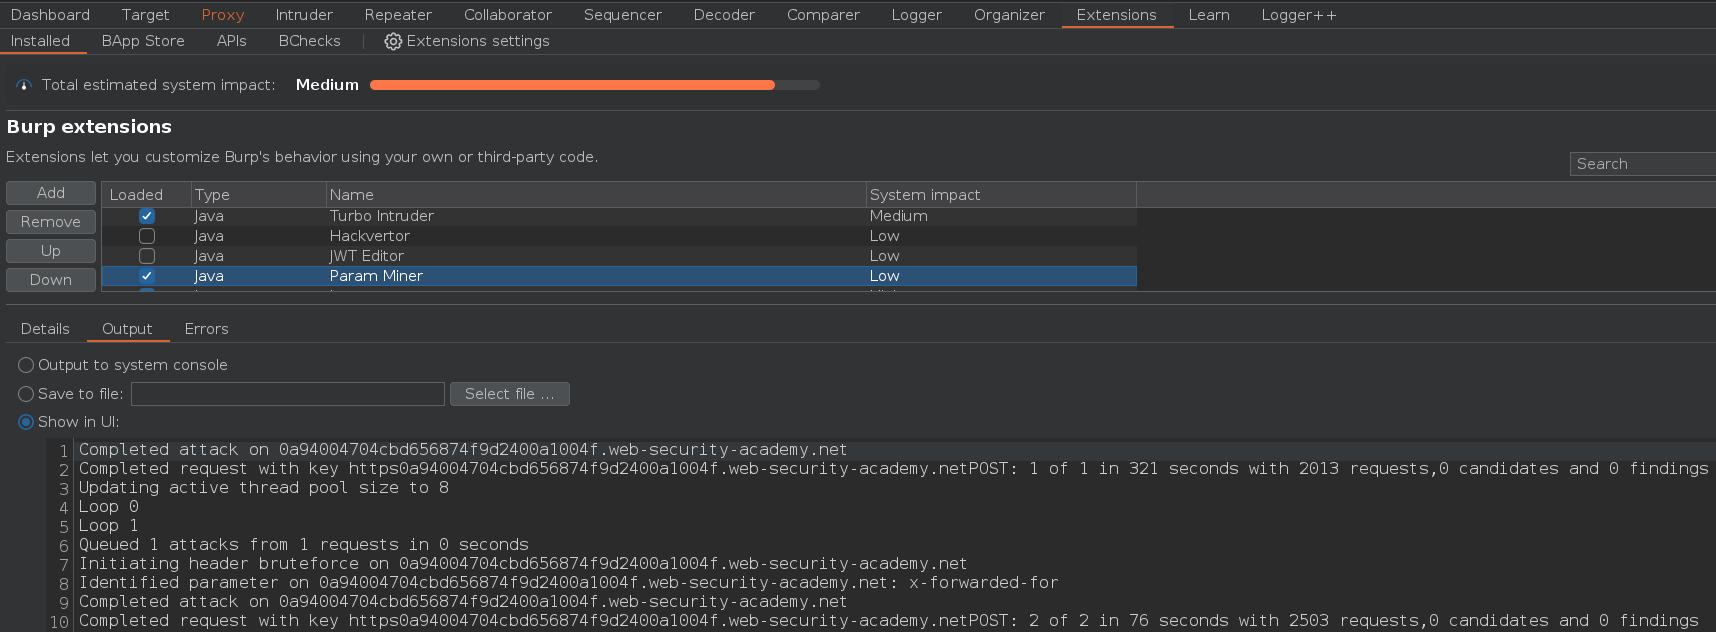 Dashboard Target Proxy Intruder Repeater Collaborator Sequencer Decoder Comparer Logger Organizer Extensions Learn Logger++
Installed BApp Store APIs BChecks Extensions settings
Total estimated system impact: Medium
Burp extensions
Extensions let you customize Burp's behavior using your own or third-party code.
Search
Add Loaded Type Name System impact
Java Turbo Intruder Medium
Remove
Java Hackvertor Low
Up Java JWT Editor Low
Down Java Param Miner Low
Details Output Errors
Output to system console
Save to file: Select file ...
Show in UI:
1 Completed attack on 0a94004704cbd656874f9d2400a1004f.web-security-academy.net
2 Completed request with key https0a94004704cbd656874f9d2400a1004f.web-security-academy.netPOST: 1 of 1 in 321 seconds with 2013 requests,0 candidates and 0 findings
3 Updating active thread pool size to 8
4 Loop 0
5 Loop 1
6 Queued 1 attacks from 1 requests in 0 seconds
7 Initiating header bruteforce on 0a94004704cbd656874f9d2400a1004f.web-security-academy.net
8 Identified parameter on 0a94004704cbd656874f9d2400a1004f.web-security-academy.net: x-forwarded-for
9 Completed attack on 0a94004704cbd656874f9d2400a1004f.web-security-academy.net
10 Completed request with key https0a94004704cbd656874f9d2400a1004f.web-security-academy.netPOST: 2 of 2 in 76 seconds with 2503 requests,0 candidates and 0 findings